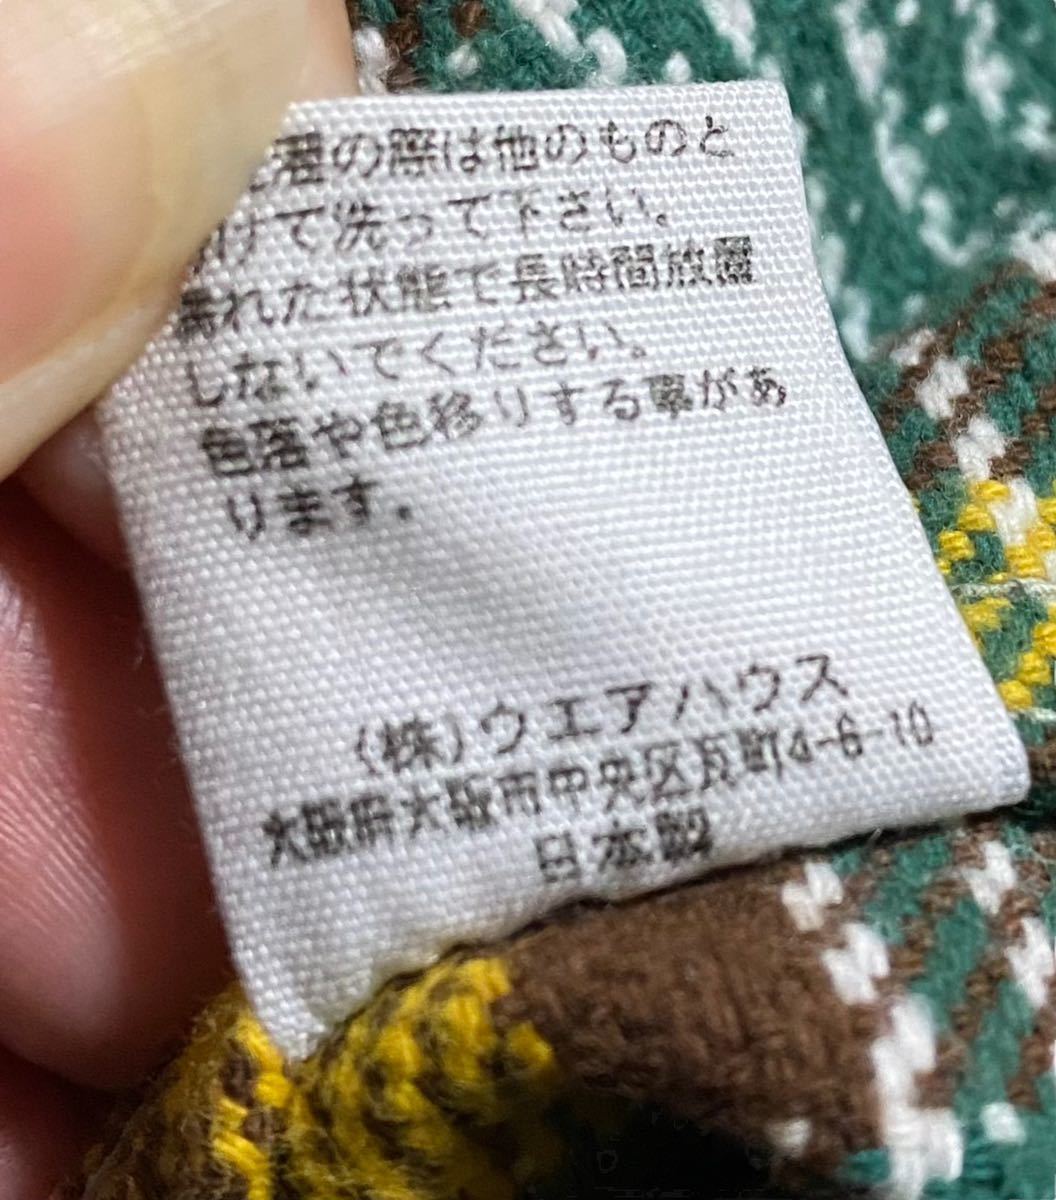 洗濯の際は他のものと
分けて洗って下さい。
濡れた状態で長時間放置
しないでください。
色落や色移りする事があ
ります。
(株)ウエアハウス
大阪府大阪市中央区瓦町4-6-10
日本製